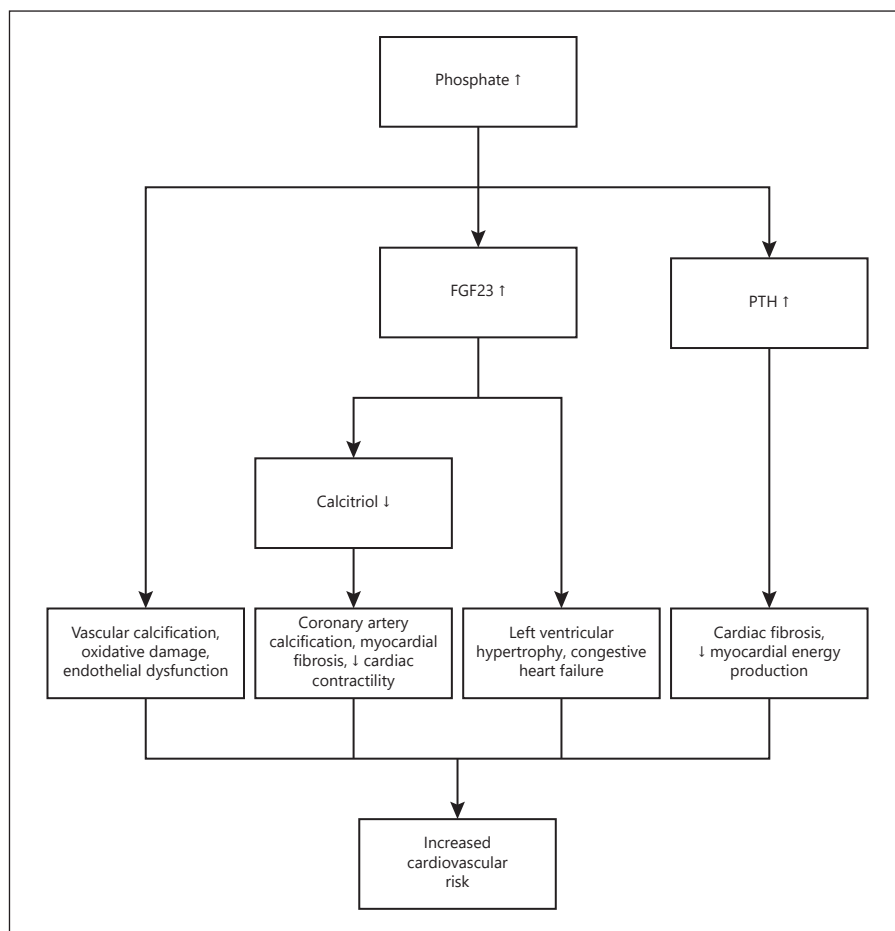 Phosphate ↑
FGF23 ↑
PTH ↑
Calcitriol ↓
Vascular calcification,
oxidative damage,
endothelial dysfunction
Coronary artery
calcification, myocardial
fibrosis, ↓ cardiac
contractility
Left ventricular
hypertrophy, congestive
heart failure
Cardiac fibrosis,
↓ myocardial energy
production
Increased
cardiovascular
risk